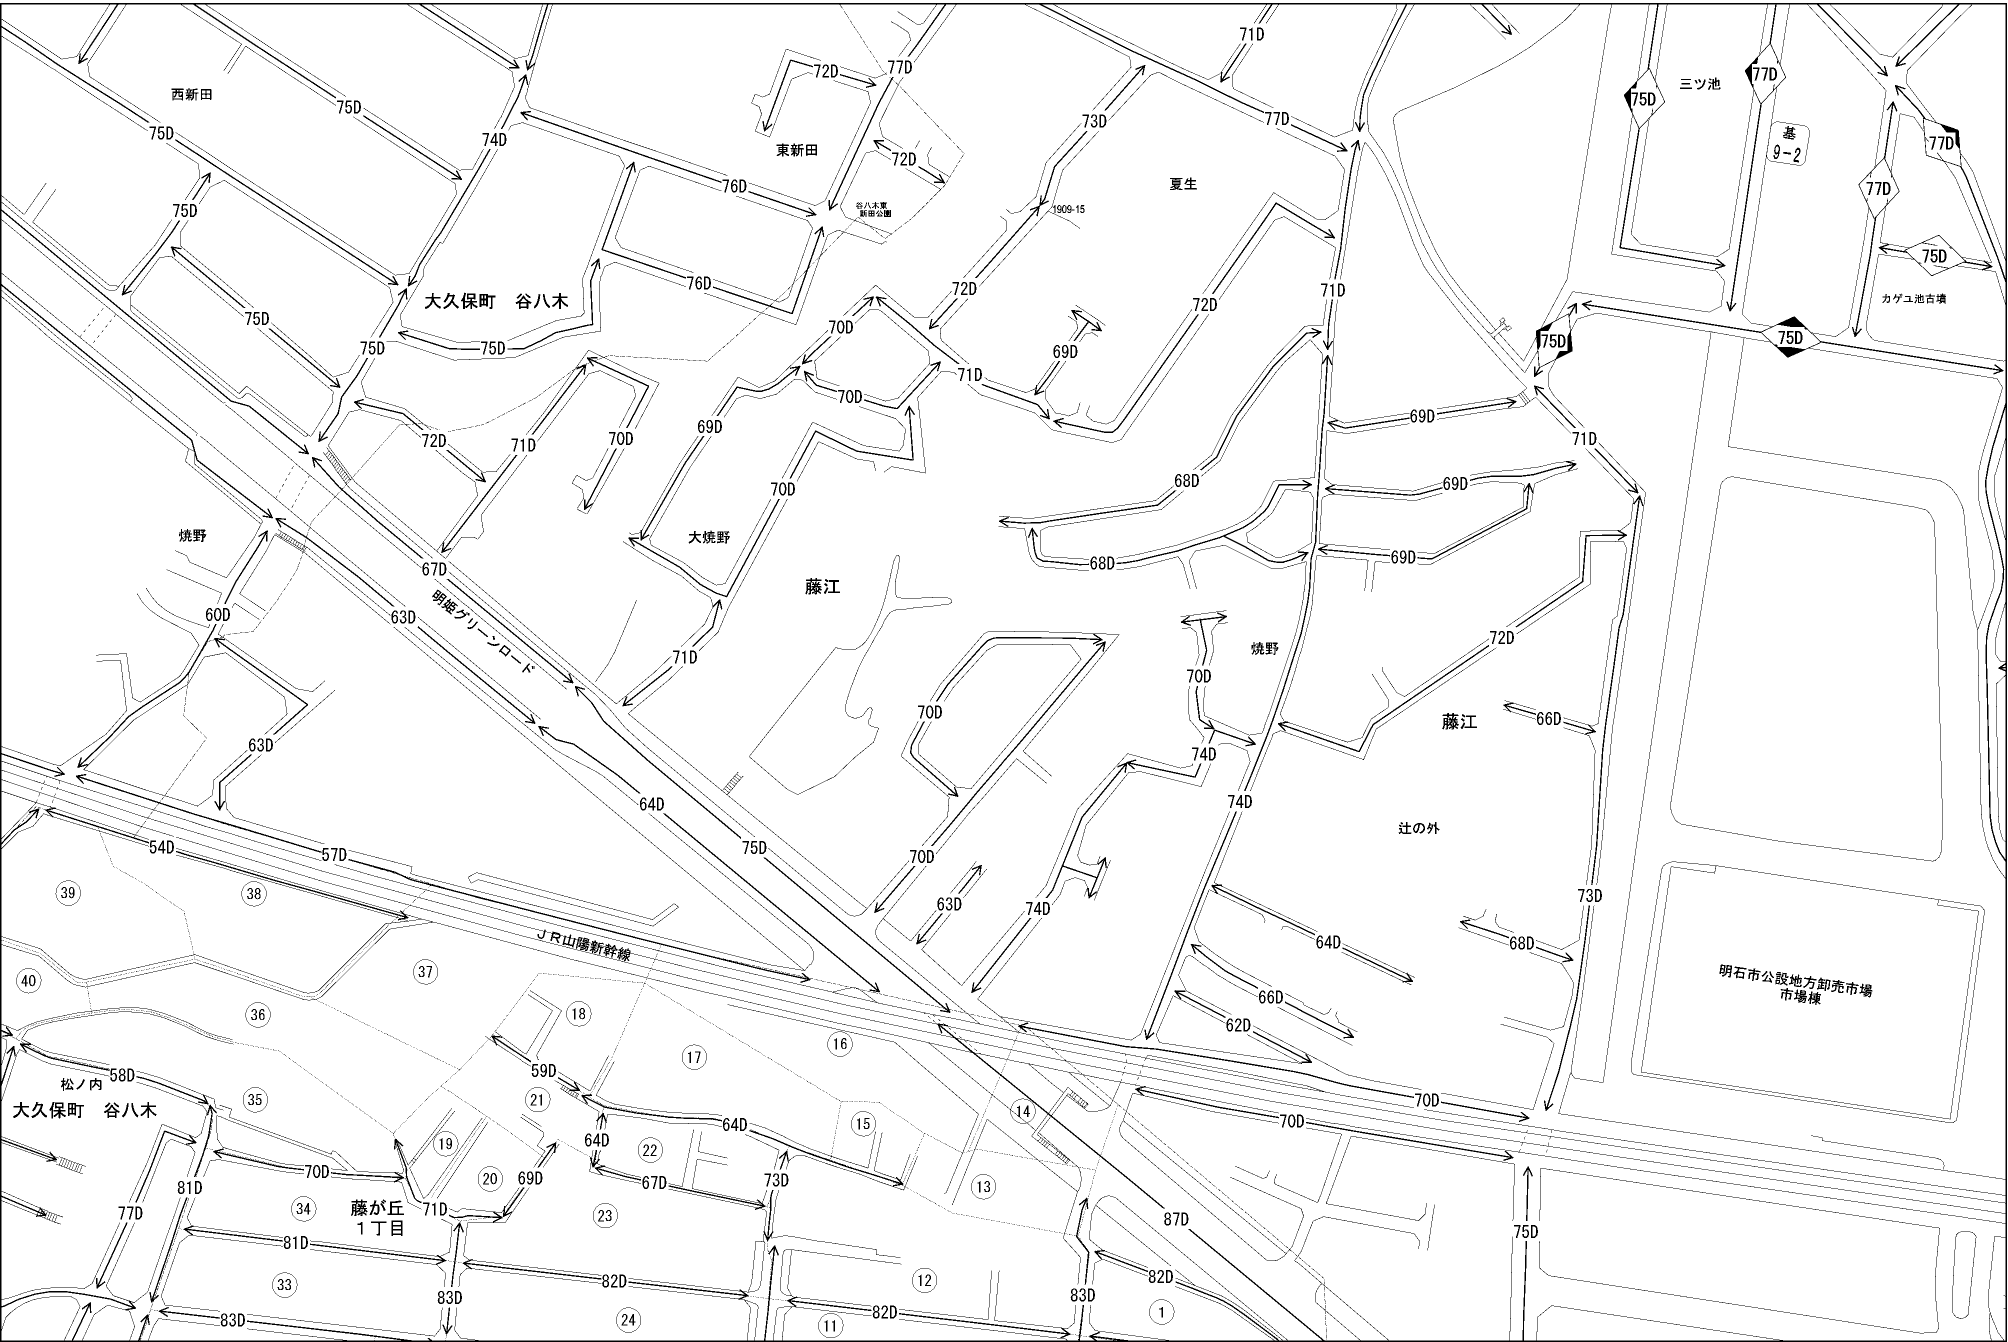 71D
77D
72D
77D
三ツ池
西新田
75D
75D
基
9-2
75D
77D
73D
74D
77D
東新田
72D
76D
夏生
77D
75D
谷八木東
新田公園
1909-15
75D
76D
72D
71D
大久保町　谷八木
カゲユ池古墳
72D
75D
70D
75D
75D
75D
75D
69D
71D
70D
69D
69D
72D
71D
70D
71D
70D
68D
69D
焼野
大焼野
67D
68D
69D
藤江
明姫グリーンロード
60D
63D
72D
焼野
71D
70D
70D
66D
藤江
63D
74D
64D
74D
辻の外
54D
57D
75D
70D
39
38
63D
74D
73D
64D
68D
ＪＲ山陽新幹線
40
37
明石市公設地方卸売市場
市場棟
66D
62D
36
18
16
17
58D
松ノ内
59D
大久保町　谷八木
35
21
14
70D
70D
15
64D
64D
19
22
70D
20
69D
67D
73D
13
81D
77D
34
藤が丘
１丁目
71D
23
87D
75D
81D
82D
12
82D
33
83D
83D
83D
24
11
82D
1